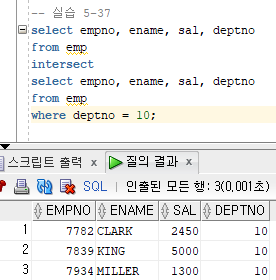 -- 실습 5-37
select empno, ename, sal, deptno
from emp
intersect
select empno, ename, sal, deptno
from emp
where deptno = 10;
스크립트 출력 x 질의 결과 x
SQL | 인출된 모든 행: 3(0,001초)
EMPNO ENAME SAL DEPTNO
1 7782 CLARK 2450 10
2 7839 KING 5000 10
3 7934 MILLER 1300 10